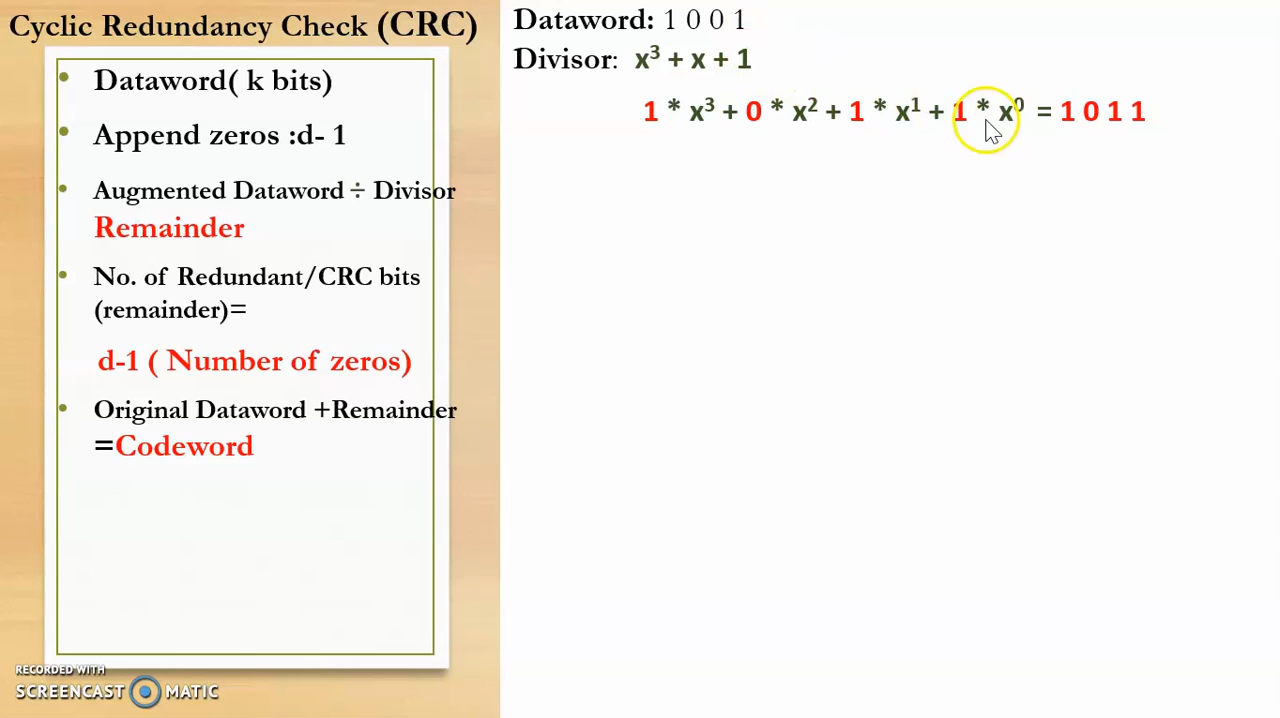 Cyclic Redundancy Check (CRC)
Dataword( k bits)
Append zeros :d- 1
Augmented Dataword ÷ Divisor
Remainder
No. of Redundant/CRC bits
(remainder)=
d-1 ( Number of zeros)
Original Dataword +Remainder
=Codeword
Dataword: 1 0 0 1
Divisor: x³ + x + 1
1 * x³ + 0 * x² + 1 * x¹ + 1 * x⁰ = 1 0 1 1
RECORDED WITH
SCREENCAST MATIC